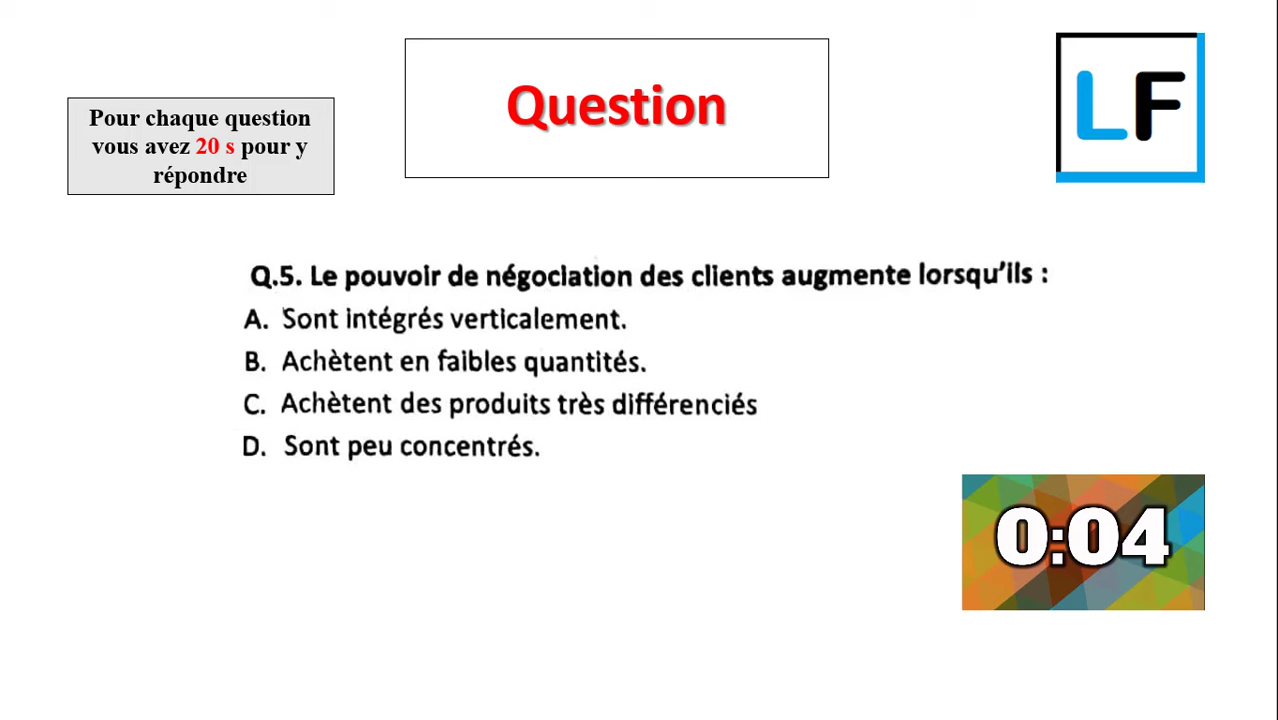 Question
LF
Pour chaque question
vous avez 20 s pour y
répondre
Q.5. Le pouvoir de négociation des clients augmente lorsqu'ils :
A. Sont intégrés verticalement.
B. Achètent en faibles quantités.
C. Achètent des produits très différenciés
D. Sont peu concentrés.
0:04